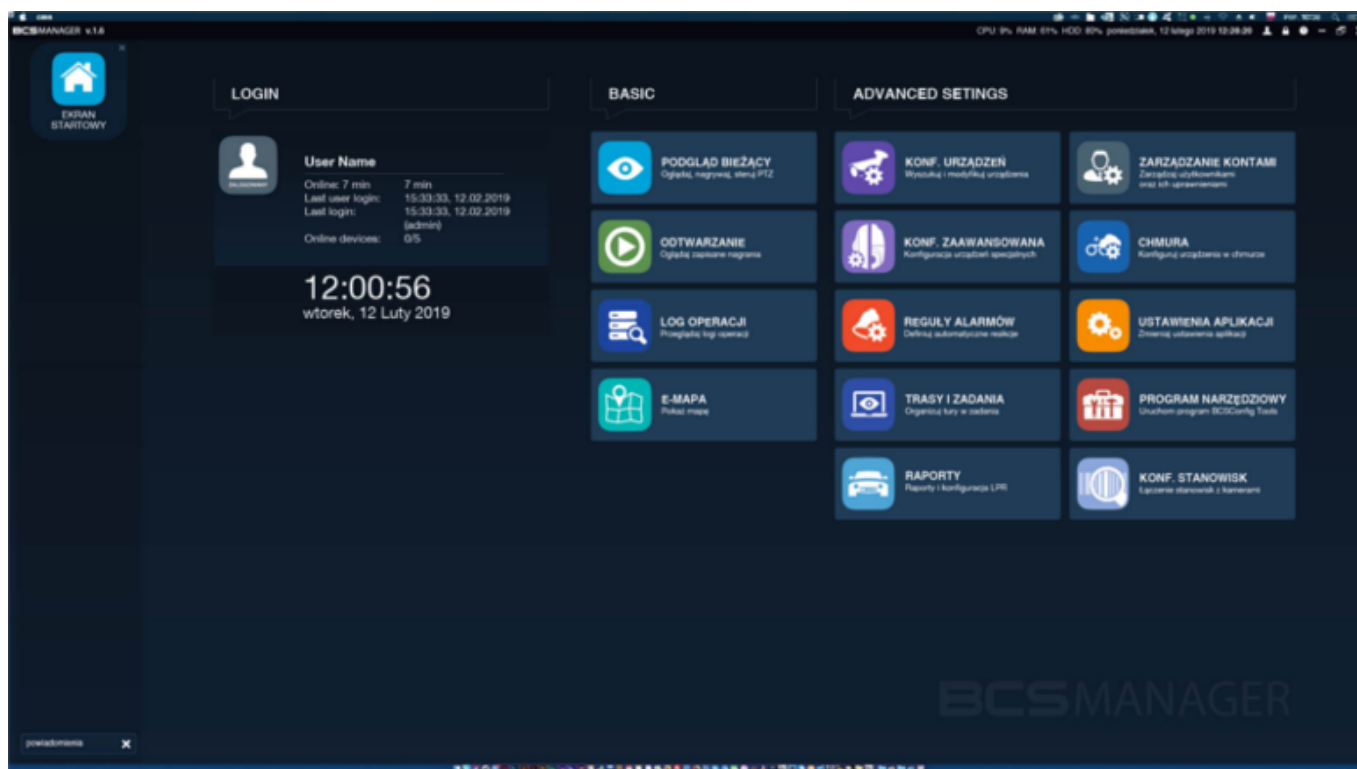 BCSMANAGER v.1.6
CPU: 9% RAM: 61% HDD: 80% poniedziałek, 12 lutego 2019
EKRAN
STARTOWY
LOGIN
BASIC
ADVANCED SETINGS
User Name
Online: 7 min 7 min
Last user login: 15:33:33, 12.02.2019
Last login: 15:33:33, 12.02.2019
(admin)
Online devices: 0/5
ZALOGOWANY
12:00:56
wtorek, 12 Luty 2019
PODGLĄD BIEŻĄCY
Oglądaj, nagrywaj, steruj PTZ
ODTWARZANIE
Oglądaj zapisane nagrania
LOG OPERACJI
Przeglądaj logi operacji
E-MAPA
Pokaż mapę
KONF. URZĄDZEŃ
Wyszukaj i modyfikuj urządzenia
ZARZĄDZANIE KONTAMI
Zarządzaj użytkownikami
oraz ich uprawnieniami
KONF. ZAAWANSOWANA
Konfiguracja urządzeń specjalnych
CHMURA
Konfiguruj urządzenia w chmurze
REGUŁY ALARMÓW
Definiuj automatyczne reakcje
USTAWIENIA APLIKACJI
Zmieniaj ustawienia aplikacji
TRASY I ZADANIA
Organizuj tury w zadania
PROGRAM NARZĘDZIOWY
Uruchom program BCSConfig Tools
RAPORTY
Raporty i konfiguracja LPR
KONF. STANOWISK
Łączenie stanowisk z kamerami
BCSMANAGER
powiadomienia